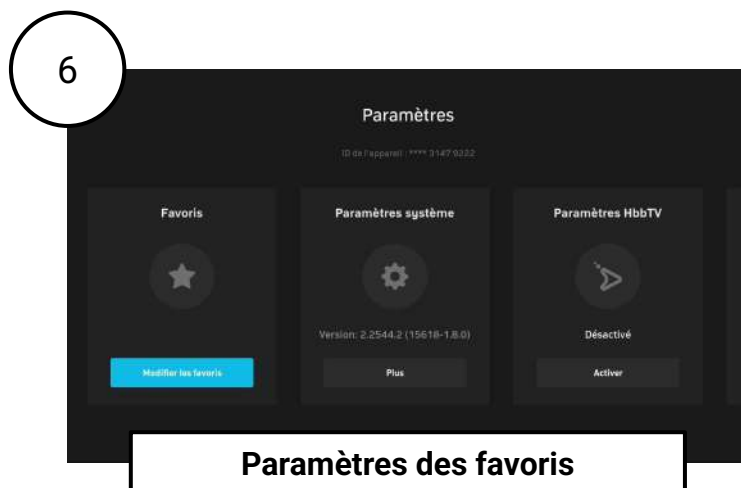 6
Paramètres
ID de l'appareil : **** 3147 9222
Favoris
Paramètres système
Paramètres HbbTV
Version: 2.2544.2 (15618-1.8.0)
Désactivé
Modifier les favoris
Plus
Activer
Paramètres des favoris